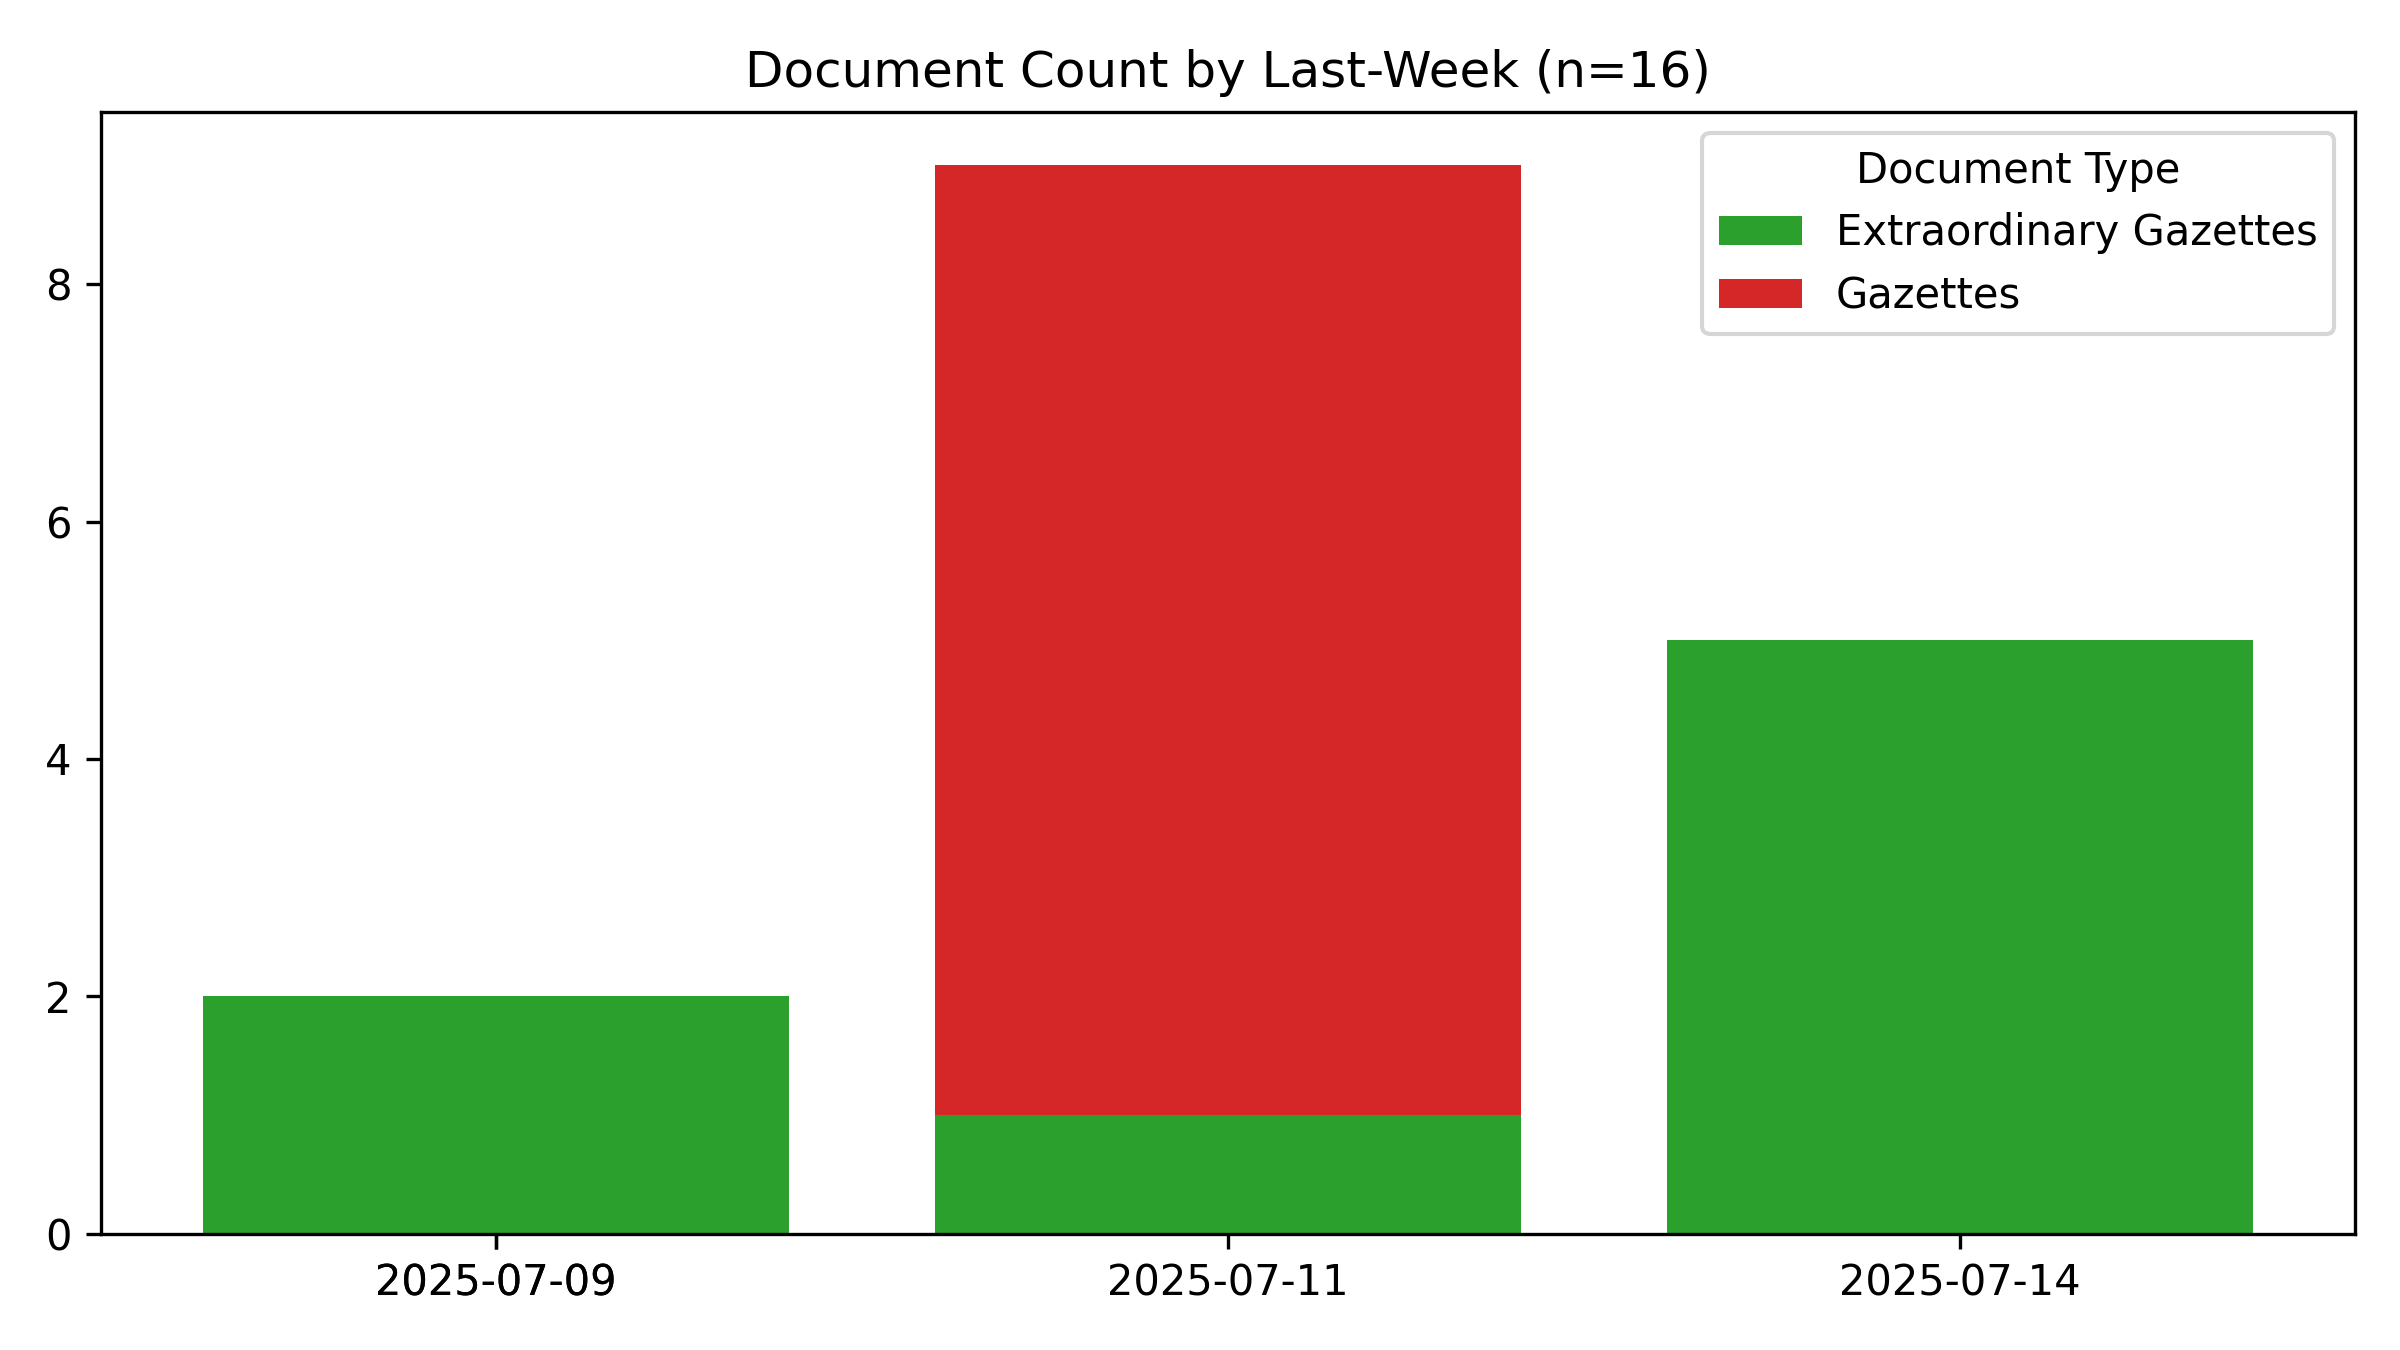 Document Count by Last-Week (n=16)
Document Type
Extraordinary Gazettes
Gazettes
8
6
4
2
0
2025-07-09
2025-07-11
2025-07-14